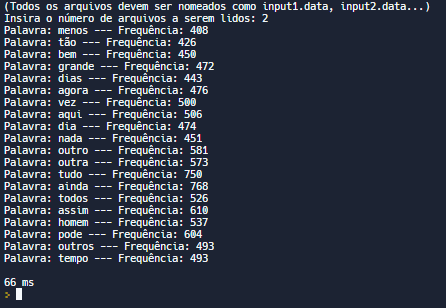 (Todos os arquivos devem ser nomeados como input1.data, input2.data...)
Insira o número de arquivos a serem lidos: 2
Palavra: menos --- Frequência: 408
Palavra: tão --- Frequência: 426
Palavra: bem --- Frequência: 450
Palavra: grande --- Frequência: 472
Palavra: dias --- Frequência: 443
Palavra: agora --- Frequência: 476
Palavra: vez --- Frequência: 500
Palavra: aqui --- Frequência: 506
Palavra: dia --- Frequência: 474
Palavra: nada --- Frequência: 451
Palavra: outro --- Frequência: 581
Palavra: outra --- Frequência: 573
Palavra: tudo --- Frequência: 750
Palavra: ainda --- Frequência: 768
Palavra: todos --- Frequência: 526
Palavra: assim --- Frequência: 610
Palavra: homem --- Frequência: 537
Palavra: pode --- Frequência: 604
Palavra: outros --- Frequência: 493
Palavra: tempo --- Frequência: 493
66 ms
>